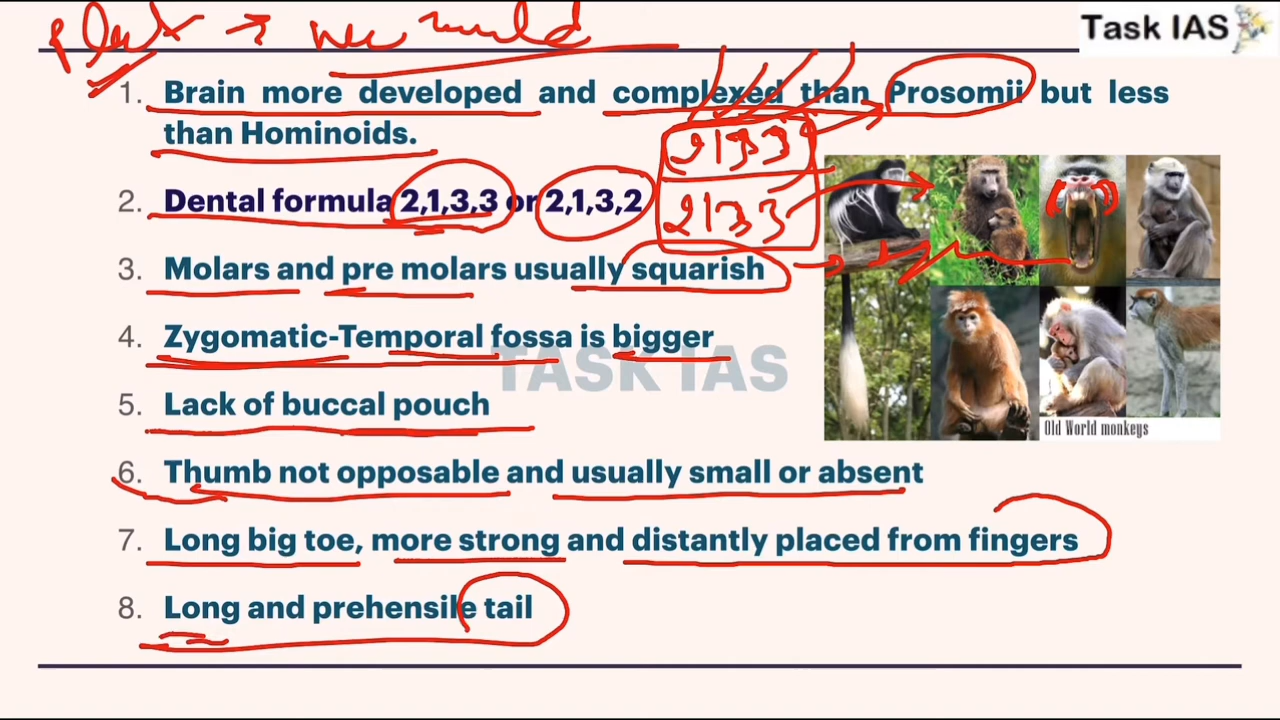 Task IAS
1. Brain more developed and complexed than Prosomii but less
than Hominoids.
2133
2. Dental formula 2,1,3,3 or 2,1,3,2
2133
3. Molars and pre molars usually squarish
4. Zygomatic-Temporal fossa is bigger
TASK IAS
5. Lack of buccal pouch
Old World monkeys
6. Thumb not opposable and usually small or absent
7. Long big toe, more strong and distantly placed from fingers
8. Long and prehensile tail